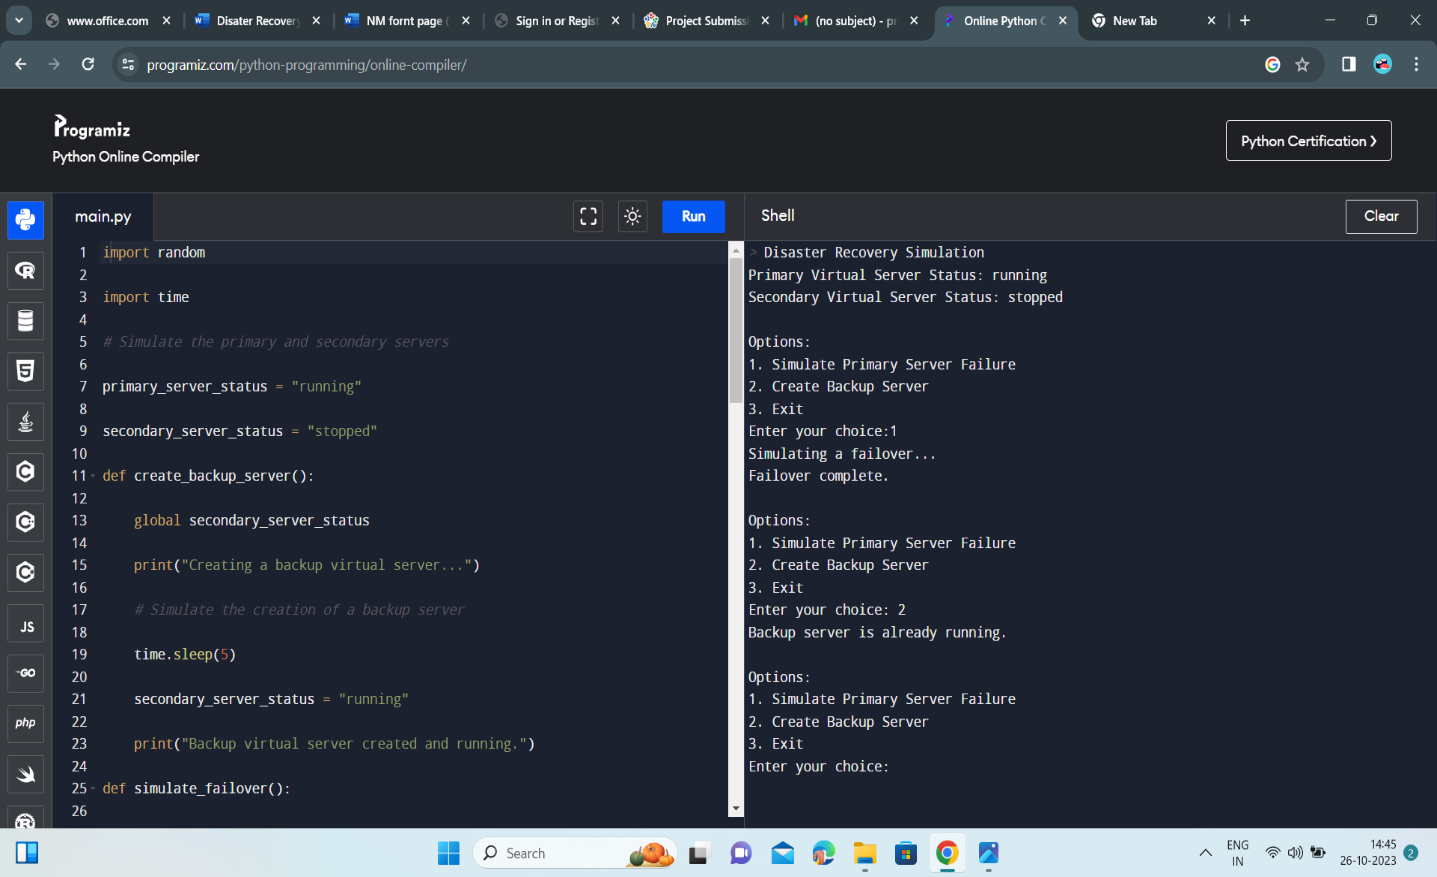 www.office.com
Disater Recovery
NM fornt page (
Sign in or Regist
Project Submiss
(no subject) - pr
Online Python C
New Tab
programiz.com/python-programming/online-compiler/
Programiz
Python Online Compiler
Python Certification
main.py
Run
Shell
Clear
1 import random
2
3 import time
4
5 # Simulate the primary and secondary servers
6
7 primary_server_status = "running"
8
9 secondary_server_status = "stopped"
10
11 def create_backup_server():
12
13 global secondary_server_status
14
15 print("Creating a backup virtual server...")
16
17 # Simulate the creation of a backup server
18
19 time.sleep(5)
20
21 secondary_server_status = "running"
22
23 print("Backup virtual server created and running.")
24
25 def simulate_failover():
26
> Disaster Recovery Simulation
Primary Virtual Server Status: running
Secondary Virtual Server Status: stopped
Options:
1. Simulate Primary Server Failure
2. Create Backup Server
3. Exit
Enter your choice:1
Simulating a failover...
Failover complete.
Options:
1. Simulate Primary Server Failure
2. Create Backup Server
3. Exit
Enter your choice: 2
Backup server is already running.
Options:
1. Simulate Primary Server Failure
2. Create Backup Server
3. Exit
Enter your choice:
JS
GO
php
Search
ENG
IN
14:45
26-10-2023
2